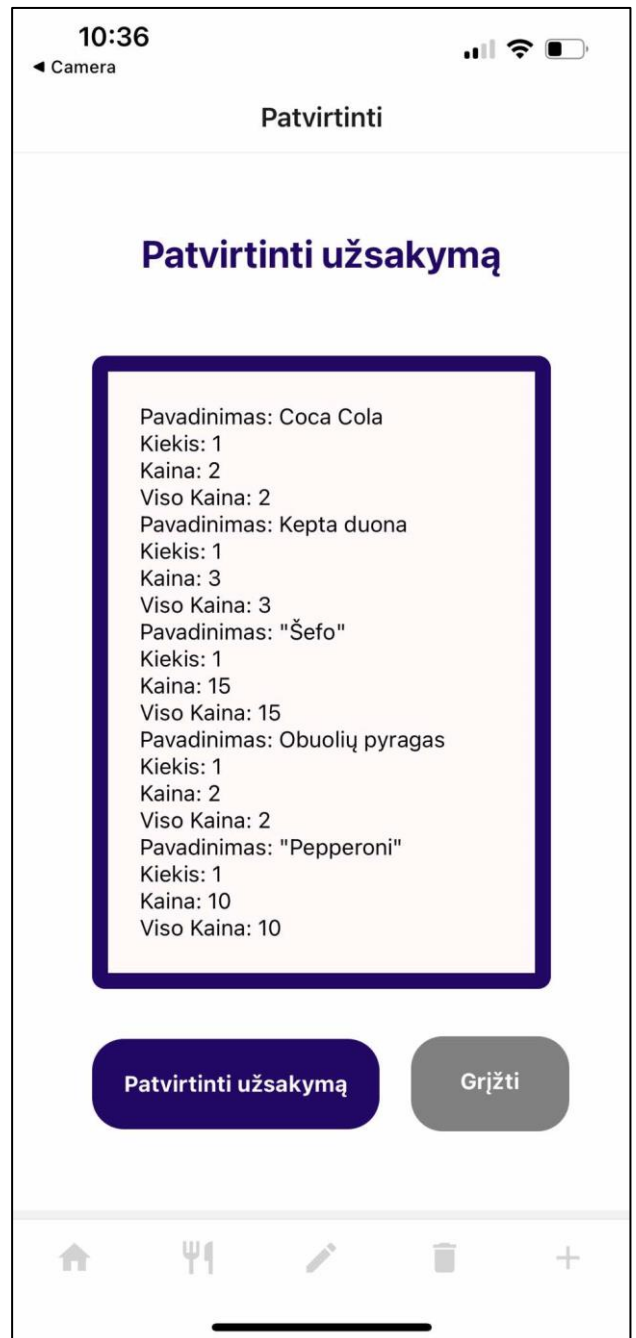 10:36
◀ Camera
Patvirtinti
Patvirtinti užsakymą
Pavadinimas: Coca Cola
Kiekis: 1
Kaina: 2
Viso Kaina: 2
Pavadinimas: Kepta duona
Kiekis: 1
Kaina: 3
Viso Kaina: 3
Pavadinimas: "Šefo"
Kiekis: 1
Kaina: 15
Viso Kaina: 15
Pavadinimas: Obuolių pyragas
Kiekis: 1
Kaina: 2
Viso Kaina: 2
Pavadinimas: "Pepperoni"
Kiekis: 1
Kaina: 10
Viso Kaina: 10
Patvirtinti užsakymą Grįžti